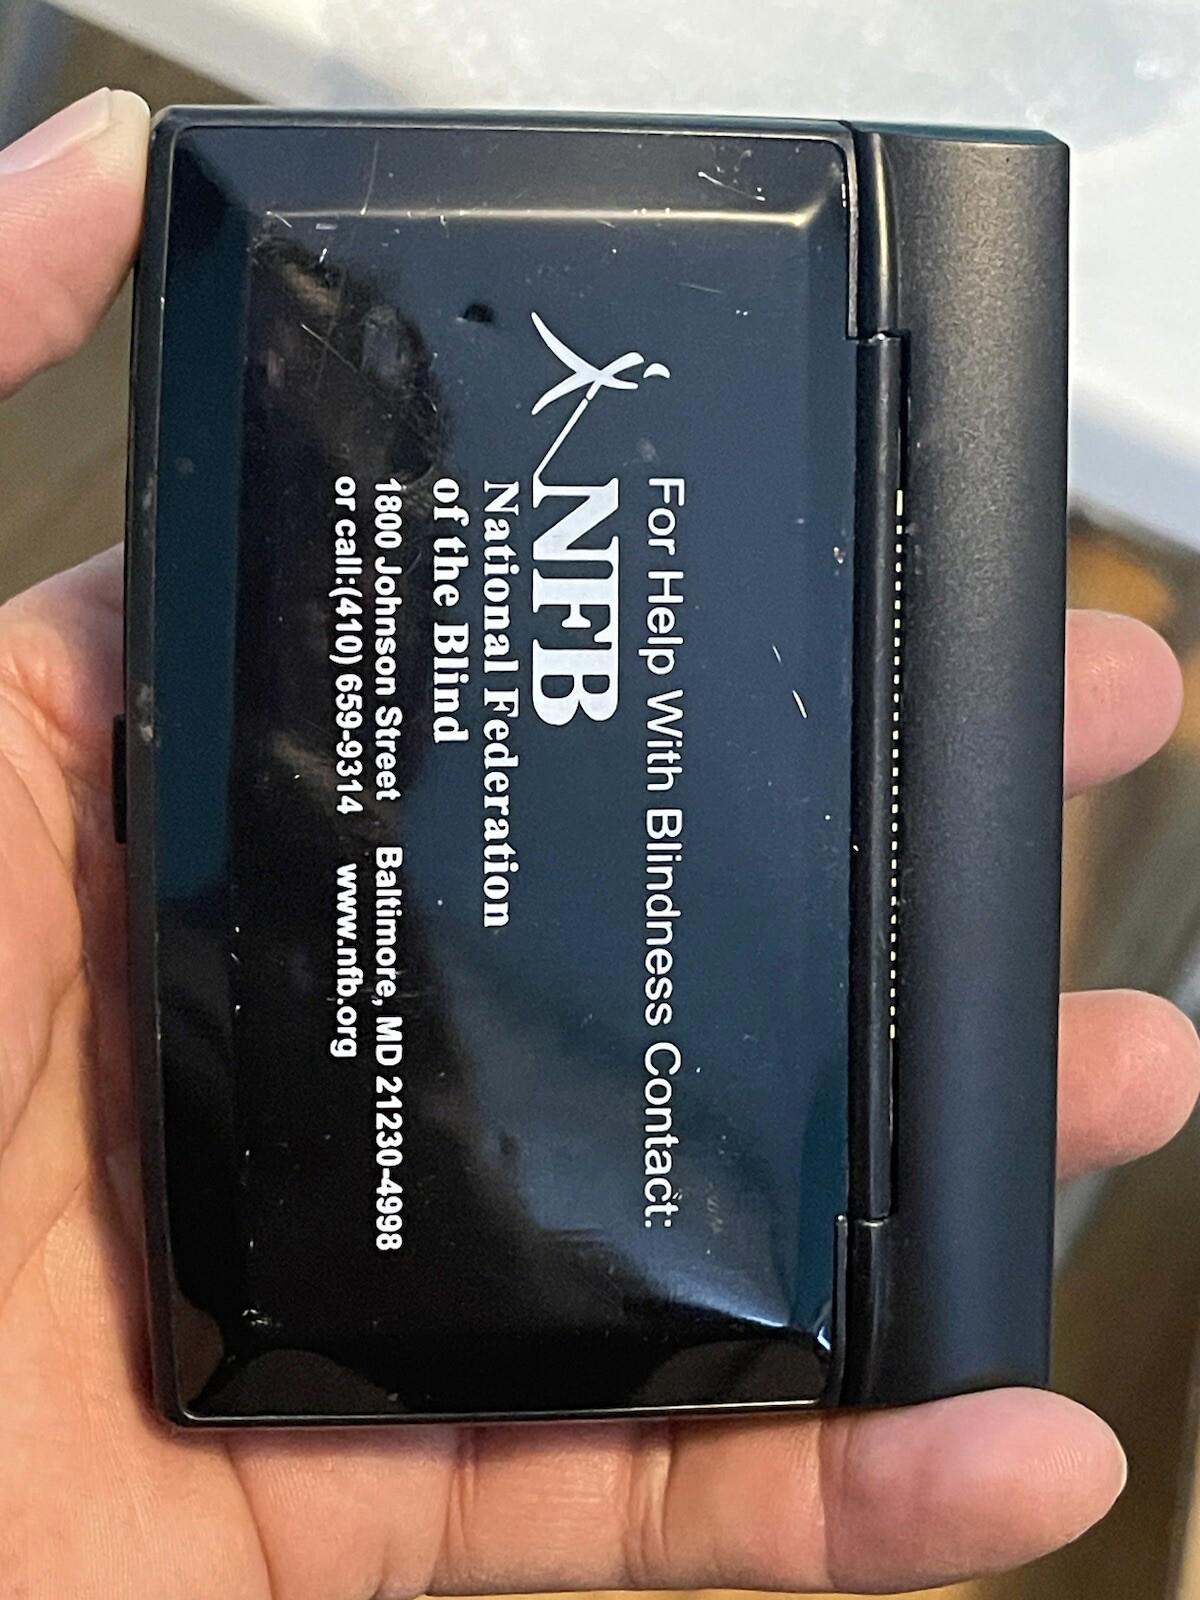 For Help With Blindness Contact:
NFB
National Federation
of the Blind
1800 Johnson Street Baltimore, MD 21230-4998
or call:(410) 659-9314 www.nfb.org